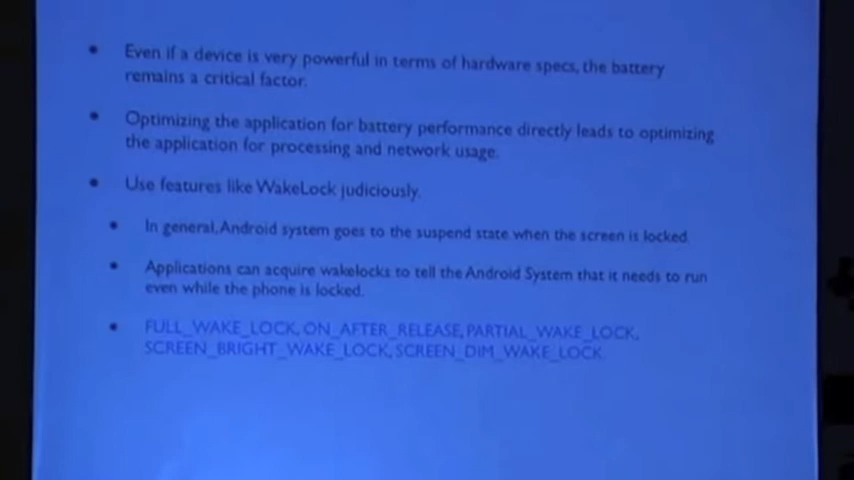 • Even if a device is very powerful in terms of hardware specs, the battery
remains a critical factor.
• Optimizing the application for battery performance directly leads to optimizing
the application for processing and network usage.
• Use features like WakeLock judiciously.
• In general, Android system goes to the suspend state when the screen is locked.
• Applications can acquire wakelocks to tell the Android System that it needs to run
even while the phone is locked.
• FULL_WAKE_LOCK, ON_AFTER_RELEASE, PARTIAL_WAKE_LOCK,
SCREEN_BRIGHT_WAKE_LOCK, SCREEN_DIM_WAKE_LOCK